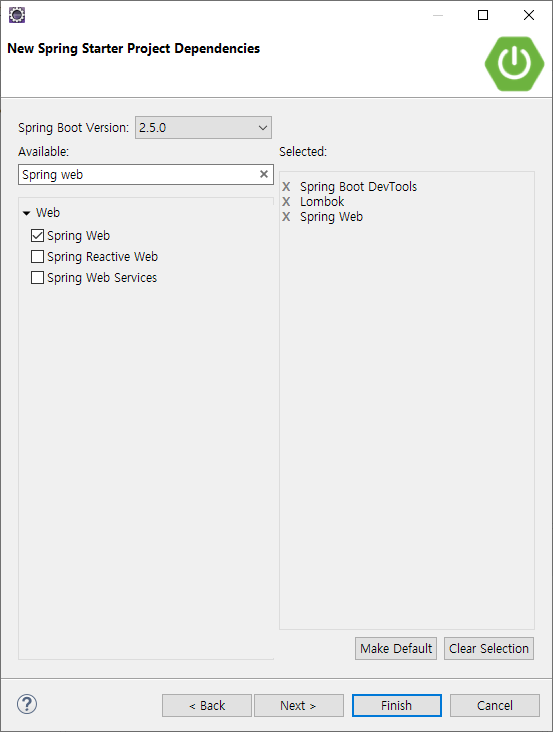 New Spring Starter Project Dependencies
Spring Boot Version: 2.5.0
Available:
Spring web
Web
Spring Web
Spring Reactive Web
Spring Web Services
Selected:
X Spring Boot DevTools
X Lombok
X Spring Web
Make Default Clear Selection
? < Back Next > Finish Cancel